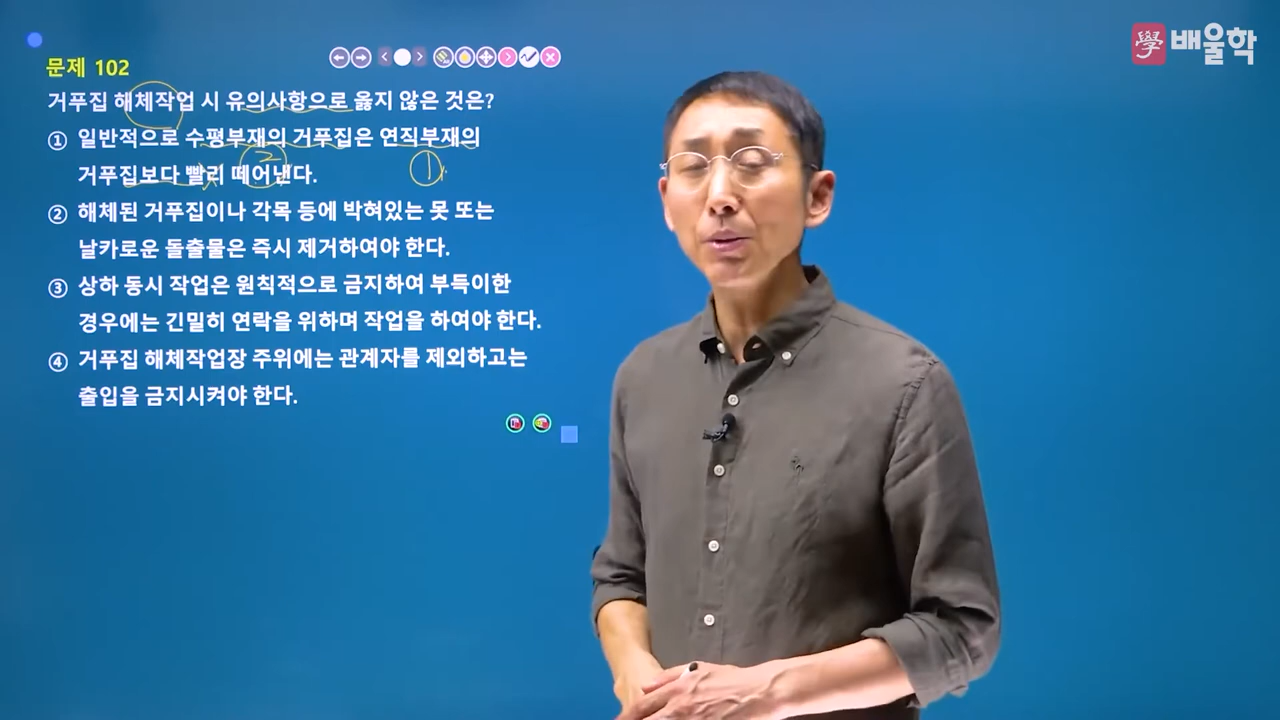 學 배울학
문제 102
거푸집 해체작업 시 유의사항으로 옳지 않은 것은?
① 일반적으로 수평부재의 거푸집은 연직부재의
거푸집보다 빨리 떼어낸다.
② ①
② 해체된 거푸집이나 각목 등에 박혀있는 못 또는
날카로운 돌출물은 즉시 제거하여야 한다.
③ 상하 동시 작업은 원칙적으로 금지하여 부득이한
경우에는 긴밀히 연락을 위하며 작업을 하여야 한다.
④ 거푸집 해체작업장 주위에는 관계자를 제외하고는
출입을 금지시켜야 한다.